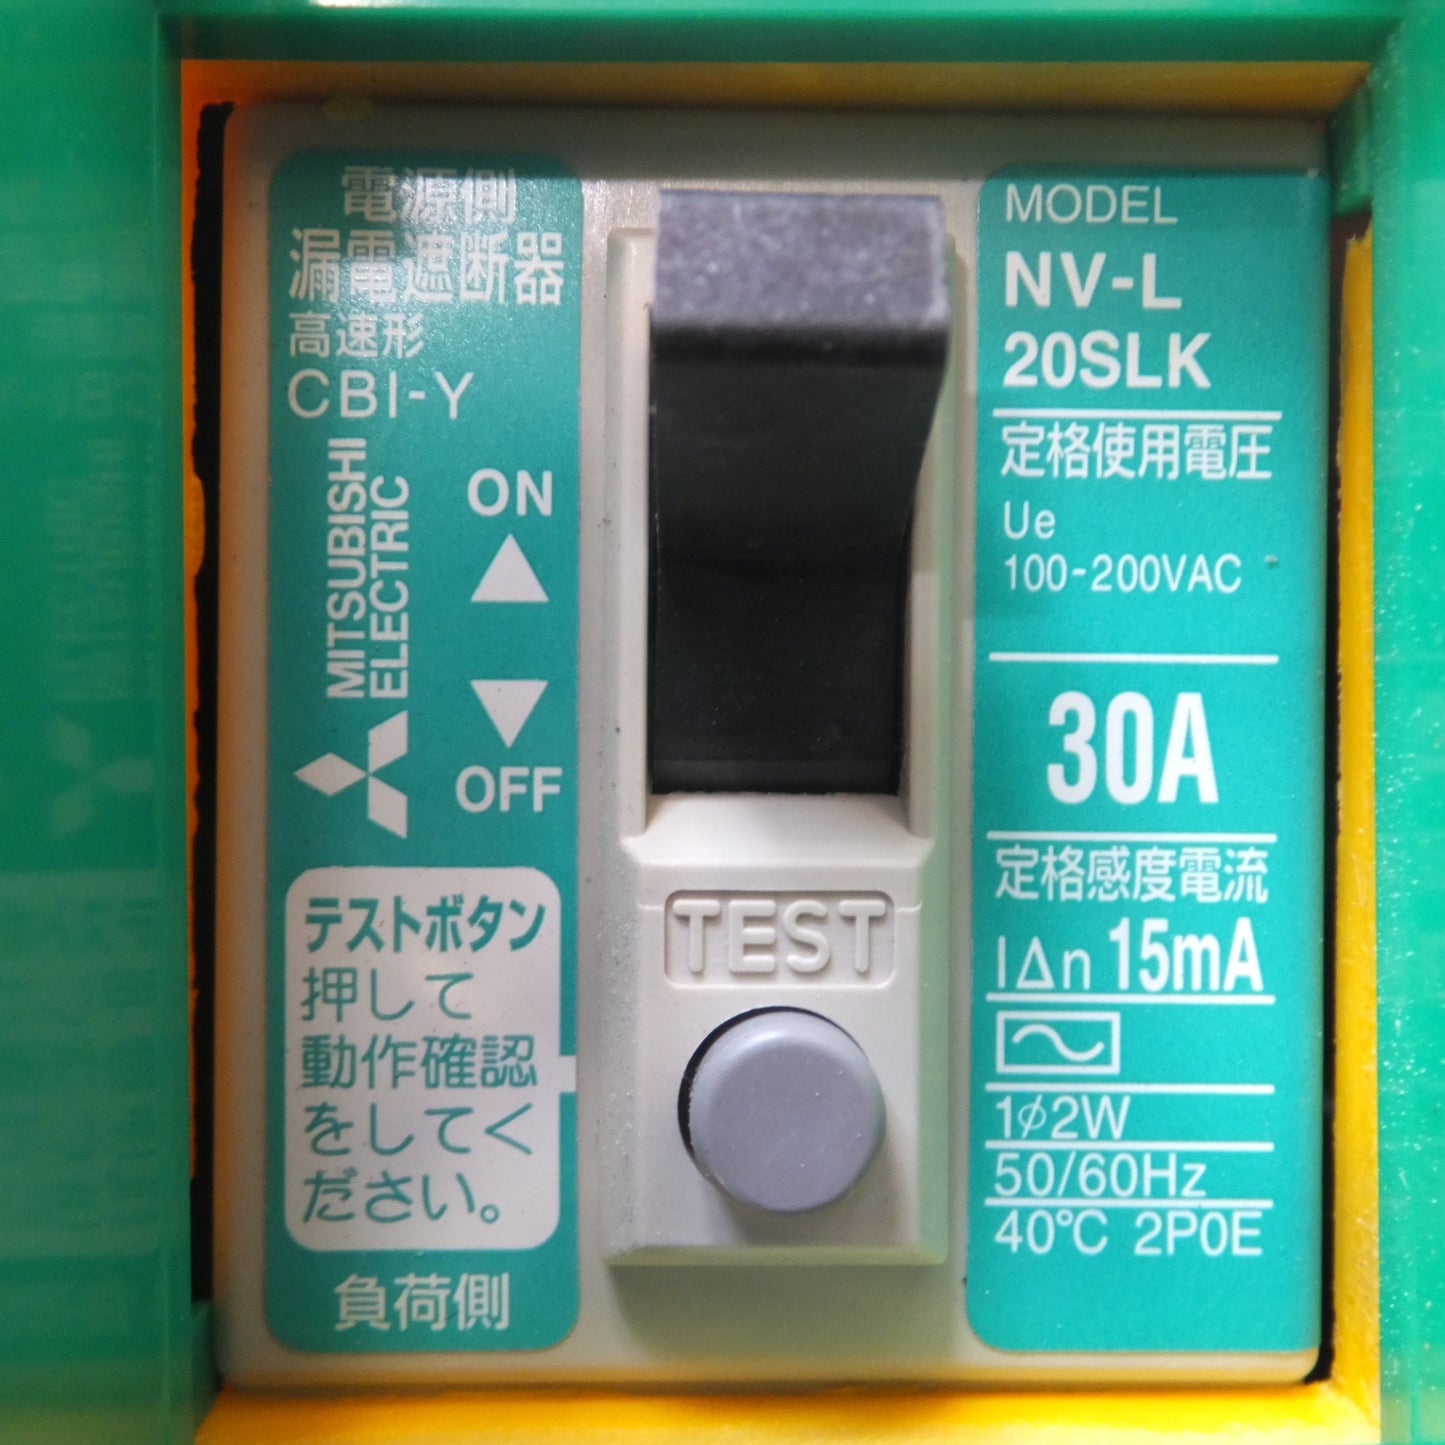 電源側
漏電遮断器
高速形
CBI-Y
MITSUBISHI
ELECTRIC
ON
OFF
テストボタン
押して
動作確認
をしてく
ださい。
負荷側
TEST
MODEL
NV-L
20SLK
定格使用電圧
Ue
100-200VAC
30A
定格感度電流
IΔn 15mA
1φ2W
50/60Hz
40℃ 2P0E